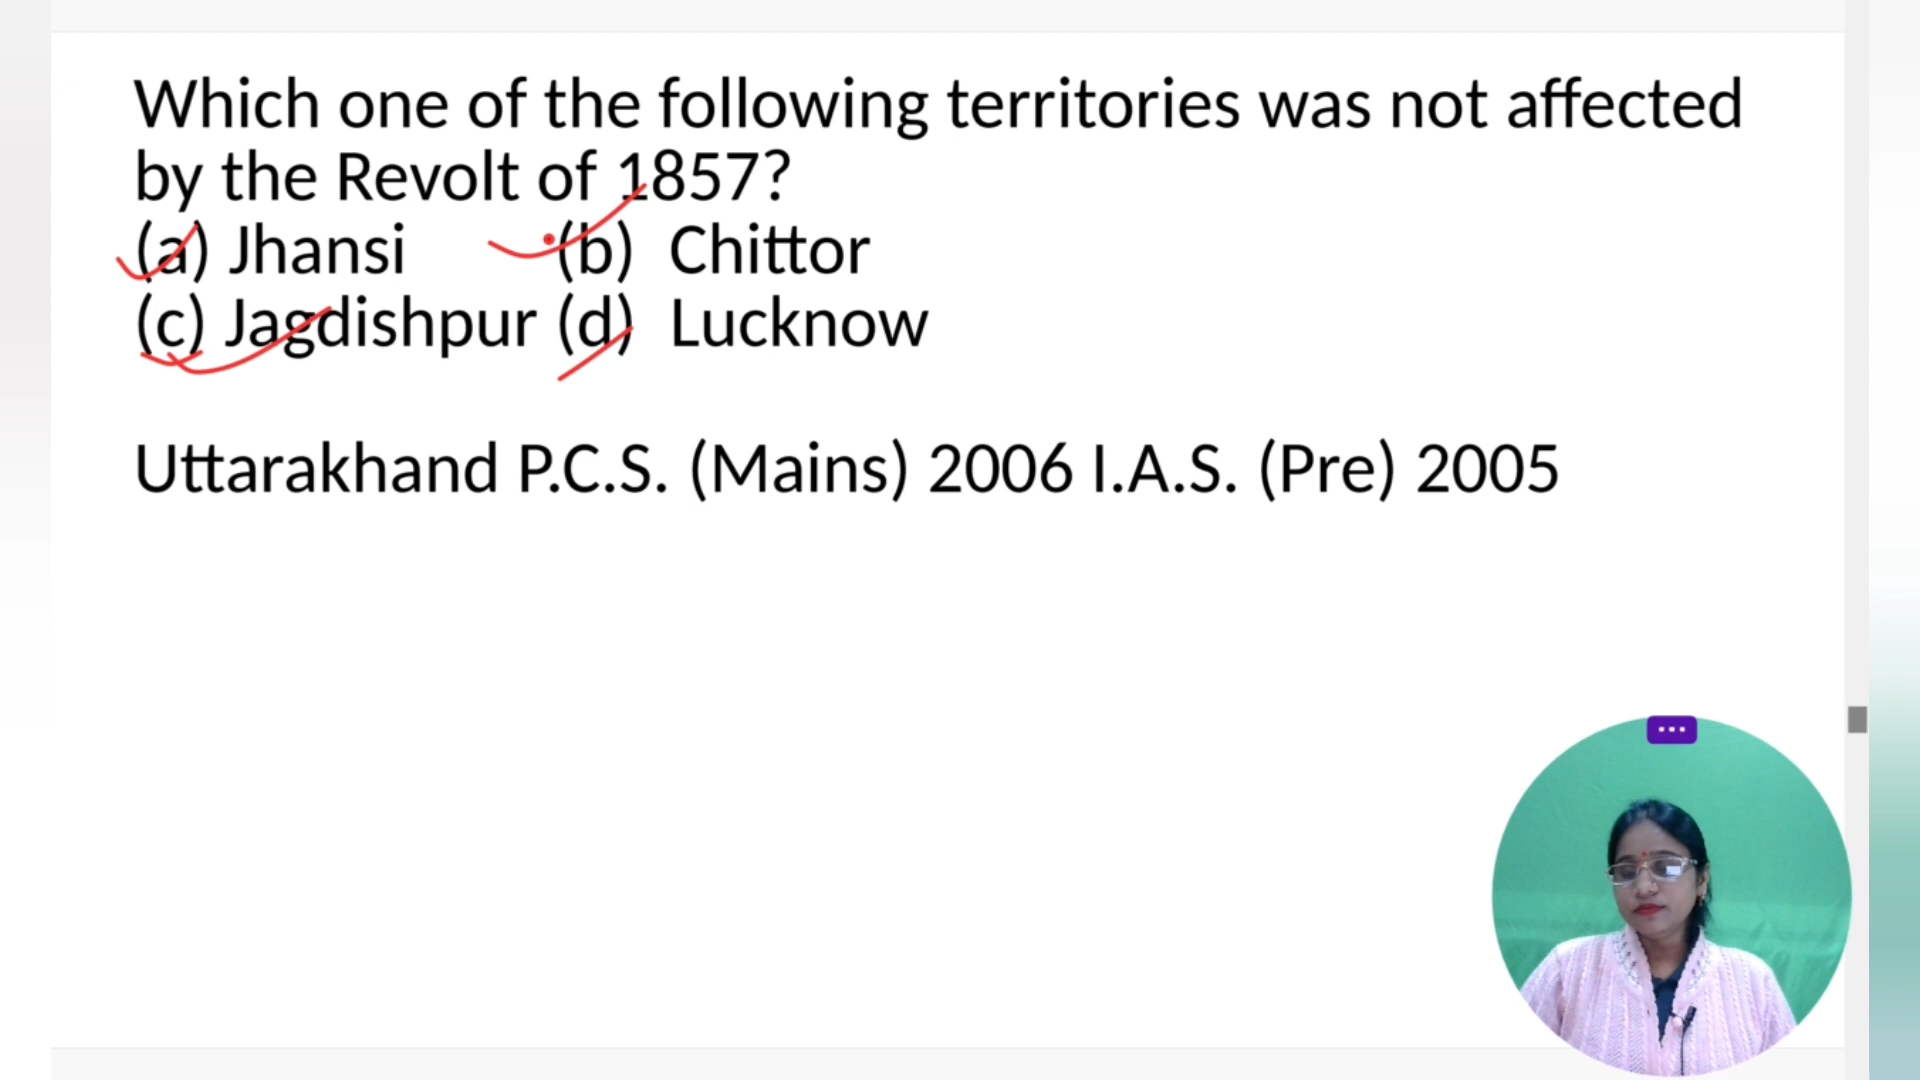 Which one of the following territories was not affected
by the Revolt of 1857?
(a) Jhansi (b) Chittor
(c) Jagdishpur (d) Lucknow
Uttarakhand P.C.S. (Mains) 2006 I.A.S. (Pre) 2005